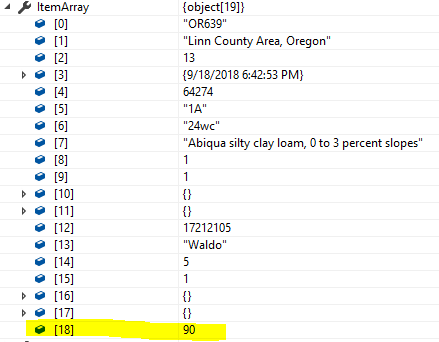 ItemArray {object[19]}
[0] "OR639"
[1] "Linn County Area, Oregon"
[2] 13
[3] {9/18/2018 6:42:53 PM}
[4] 64274
[5] "1A"
[6] "24wc"
[7] "Abiqua silty clay loam, 0 to 3 percent slopes"
[8] 1
[9] 1
[10] {}
[11] {}
[12] 17212105
[13] "Waldo"
[14] 5
[15] 1
[16] {}
[17] {}
[18] 90